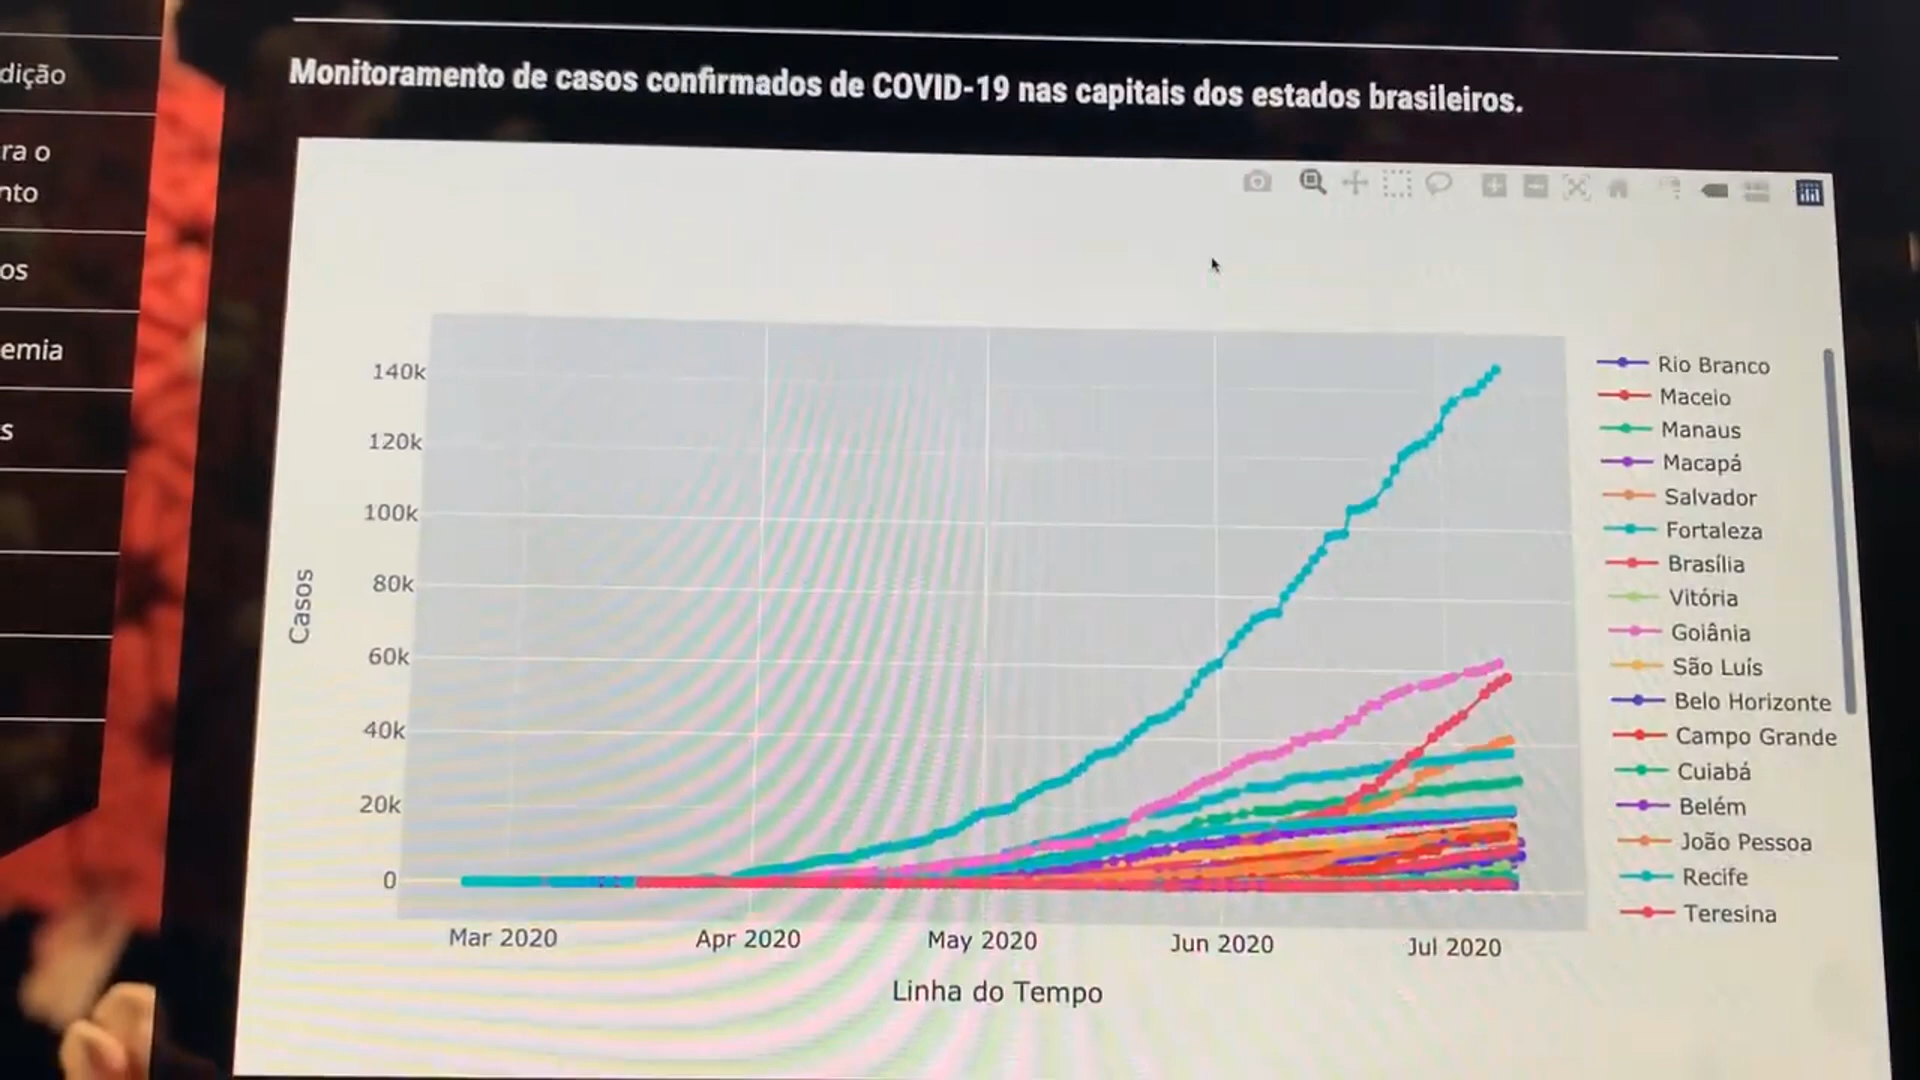 dição
ra o
nto
os
emia
s
Monitoramento de casos confirmados de COVID-19 nas capitais dos estados brasileiros.
140k
120k
100k
80k
60k
40k
20k
0
Casos
Mar 2020
Apr 2020
May 2020
Jun 2020
Jul 2020
Linha do Tempo
Rio Branco
Maceio
Manaus
Macapá
Salvador
Fortaleza
Brasília
Vitória
Goiânia
São Luís
Belo Horizonte
Campo Grande
Cuiabá
Belém
João Pessoa
Recife
Teresina